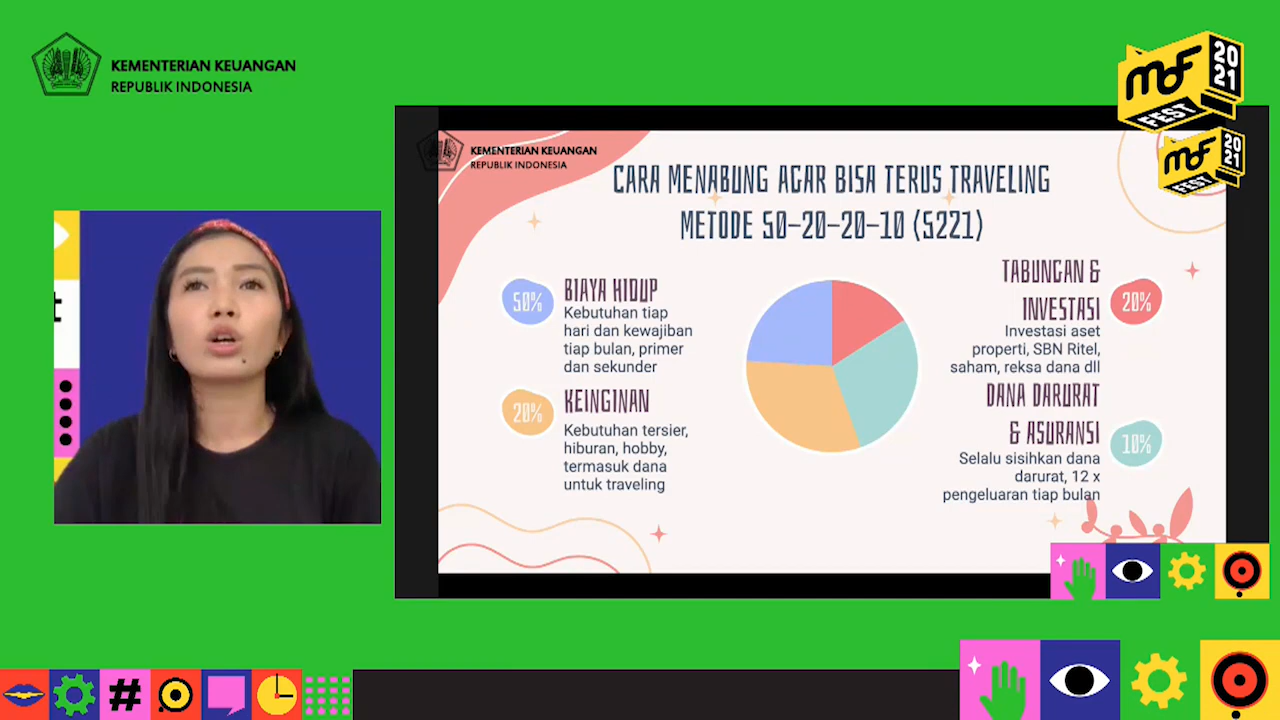 KEMENTERIAN KEUANGAN
REPUBLIK INDONESIA
MOF
FEST
2021
KEMENTERIAN KEUANGAN
REPUBLIK INDONESIA
MOF
FEST
2021
CARA MENABUNG AGAR BISA TERUS TRAVELING
METODE 50-20-20-10 (5221)
50%
BIAYA HIDUP
Kebutuhan tiap
hari dan kewajiban
tiap bulan, primer
dan sekunder
20%
KEINGINAN
Kebutuhan tersier,
hiburan, hobby,
termasuk dana
untuk traveling
TABUNGAN &
INVESTASI
20%
Investasi aset
properti, SBN Ritel,
saham, reksa dana dll
DANA DARURAT
& ASURANSI
10%
Selalu sisihkan dana
darurat, 12 x
pengeluaran tiap bulan
t
#